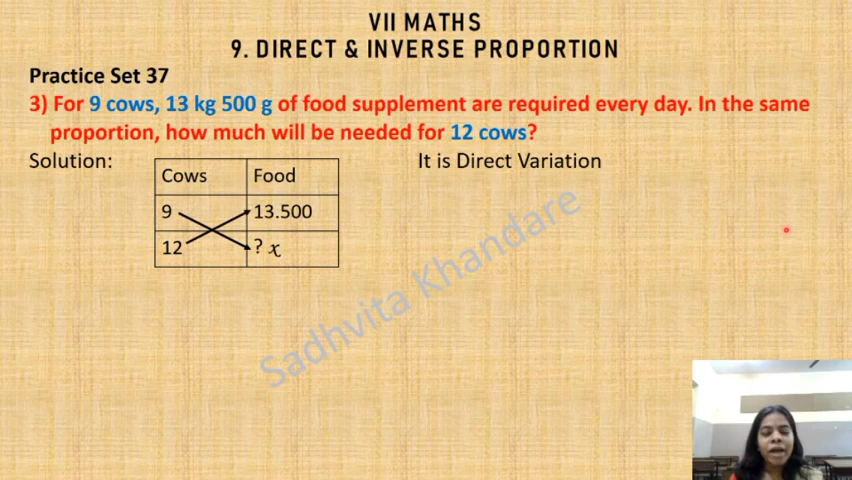 VII MATHS
9. DIRECT & INVERSE PROPORTION
Practice Set 37
3) For 9 cows, 13 kg 500 g of food supplement are required every day. In the same
proportion, how much will be needed for 12 cows?
Solution:
It is Direct Variation
Cows Food
9 13.500
12 ? x
Sadhvita Khandare